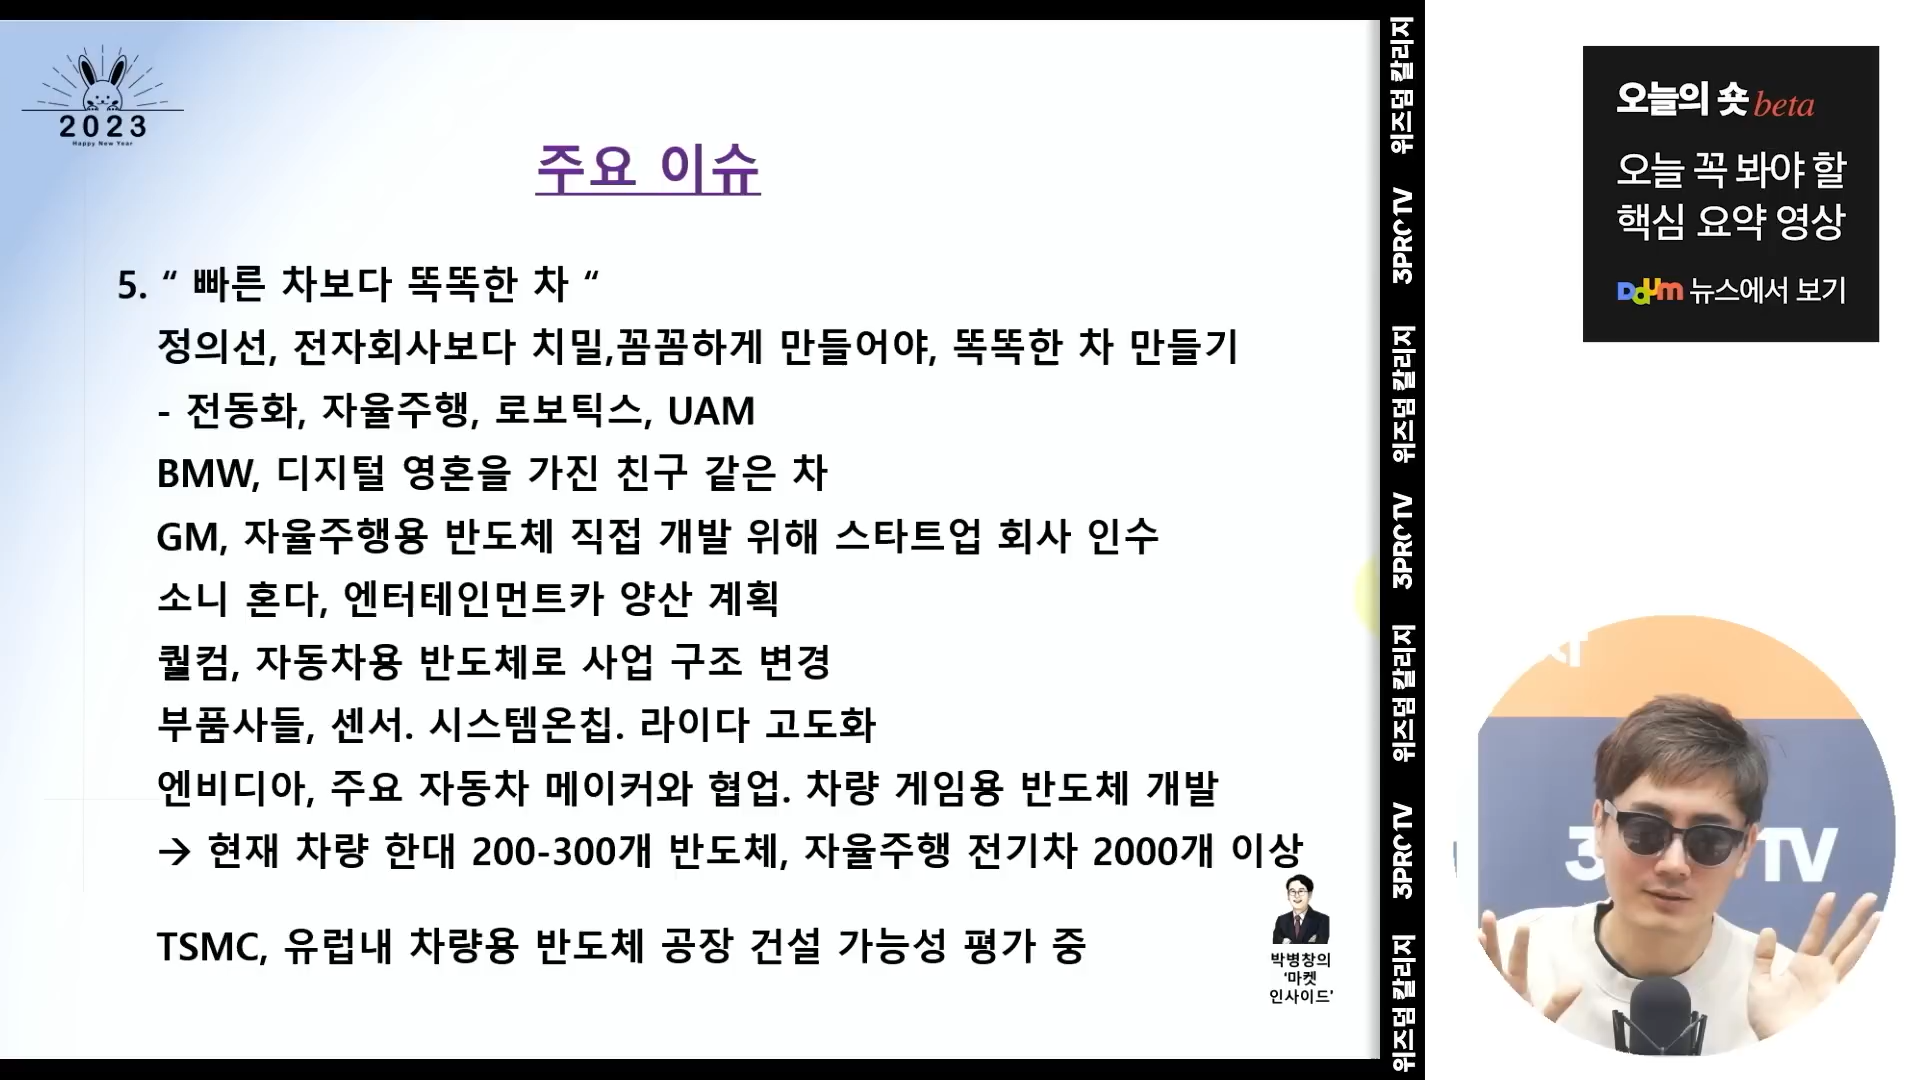 2023
Happy New Year
주요 이슈
5. “ 빠른 차보다 똑똑한 차 “
정의선, 전자회사보다 치밀,꼼꼼하게 만들어야, 똑똑한 차 만들기
- 전동화, 자율주행, 로보틱스, UAM
BMW, 디지털 영혼을 가진 친구 같은 차
GM, 자율주행용 반도체 직접 개발 위해 스타트업 회사 인수
소니 혼다, 엔터테인먼트카 양산 계획
퀄컴, 자동차용 반도체로 사업 구조 변경
부품사들, 센서. 시스템온칩. 라이다 고도화
엔비디아, 주요 자동차 메이커와 협업. 차량 게임용 반도체 개발
→ 현재 차량 한대 200-300개 반도체, 자율주행 전기차 2000개 이상
TSMC, 유럽내 차량용 반도체 공장 건설 가능성 평가 중
박병창의
'마켓
인사이드'
위즈덤 칼리지
3PROTV
위즈덤 칼리지
3PROTV
위즈덤 칼리지
3PROTV
위즈덤 칼리지
오늘의 숏 beta
오늘 꼭 봐야 할
핵심 요약 영상
Daum 뉴스에서 보기
3
TV